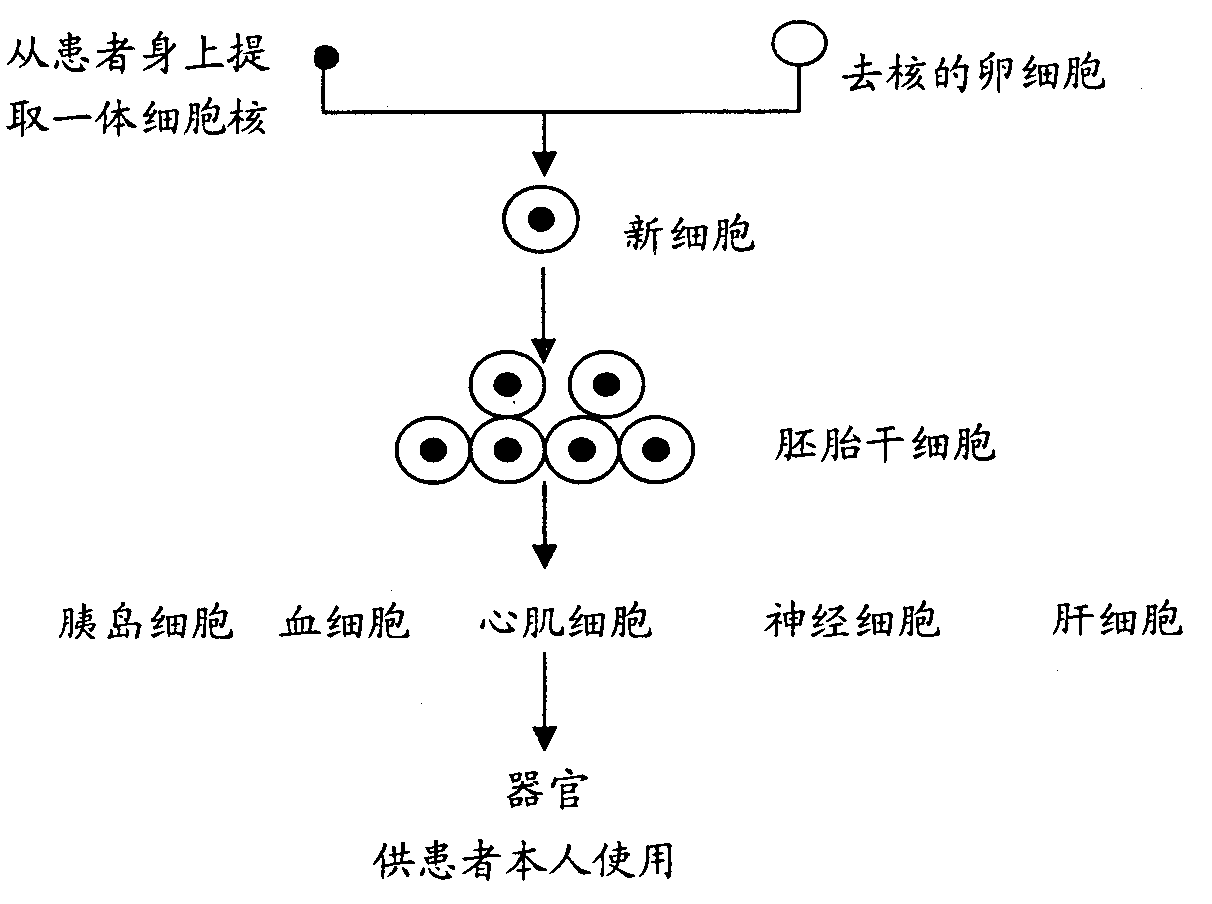 从患者身上提
取一体细胞核
去核的卵细胞
新细胞
胚胎干细胞
胰岛细胞 血细胞 心肌细胞 神经细胞 肝细胞
器官
供患者本人使用